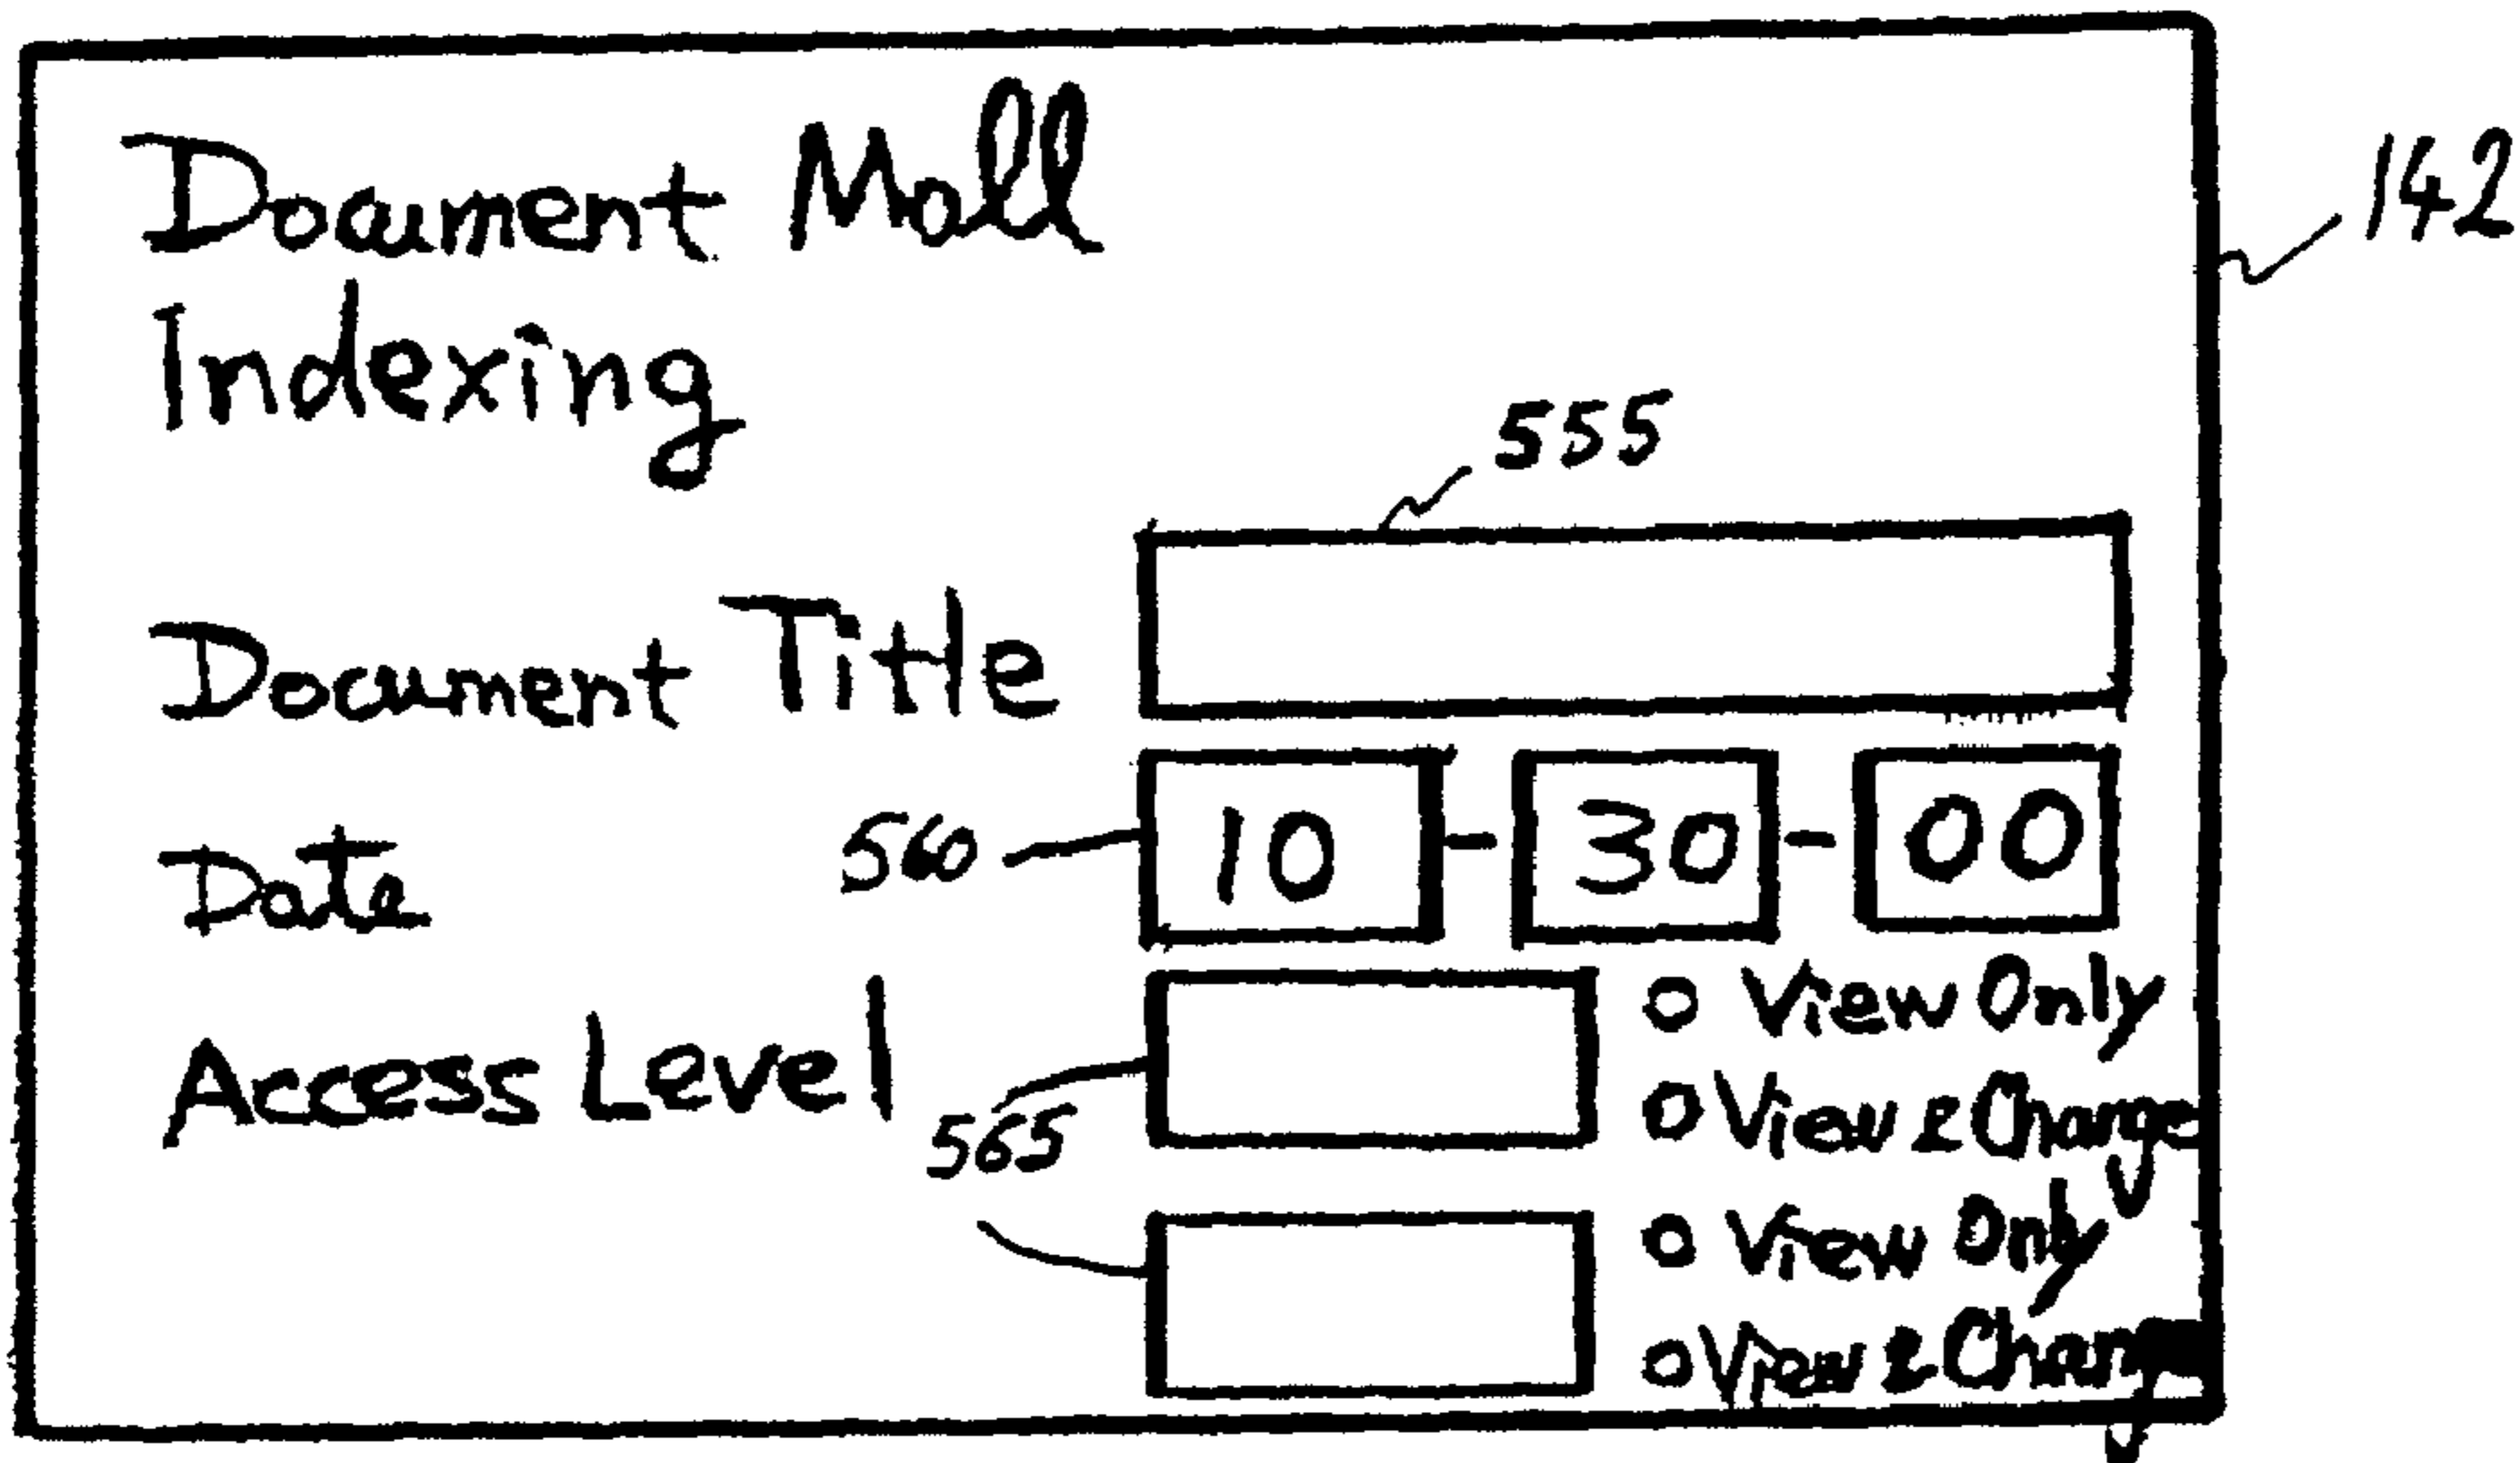 Document Mall
142
Indexing
555
Document Title
Date 560 10 - 30 - 00
Access Level 565
○ View Only
○ View & Change
○ View Only
○ View &